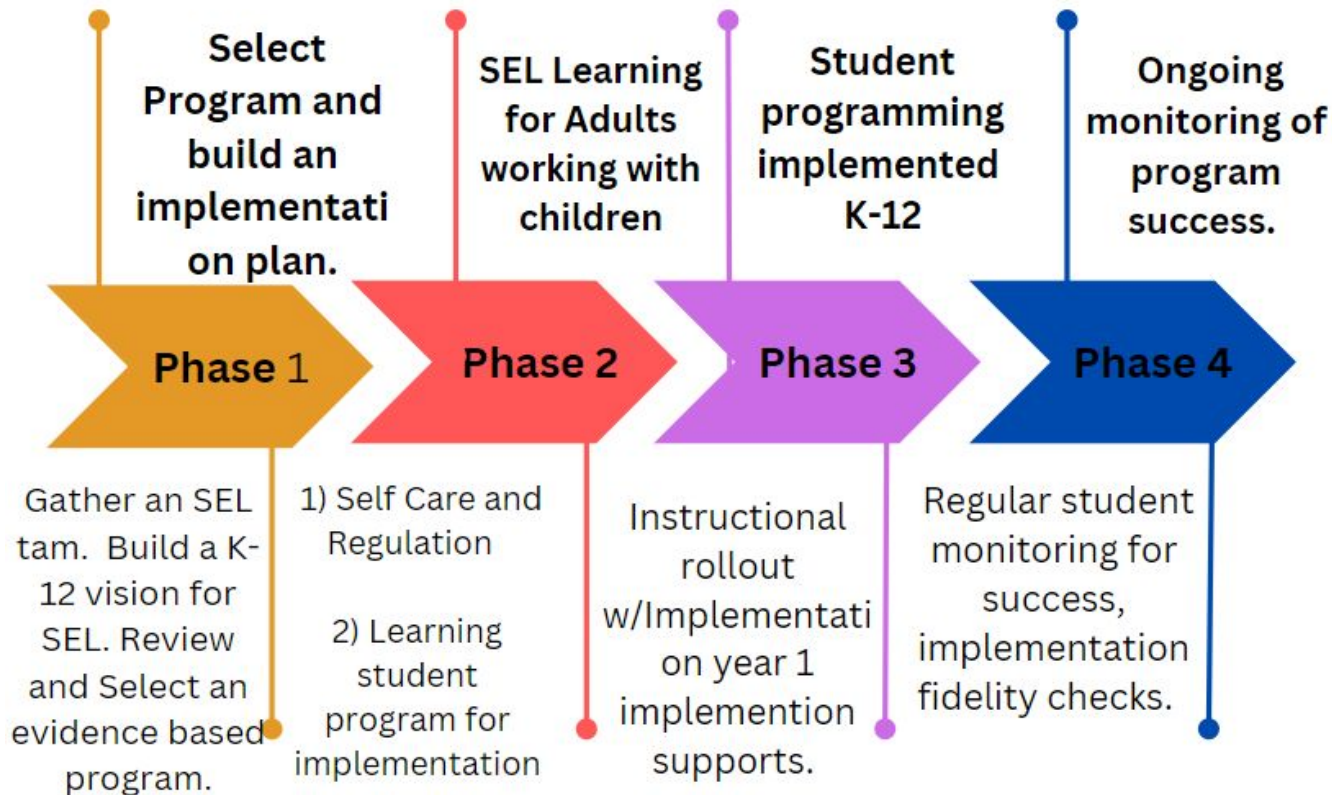 Select
Program and
build an
implementati
on plan.
SEL Learning
for Adults
working with
children
Student
programming
implemented
K-12
Ongoing
monitoring of
program
success.
Phase 1
Phase 2
Phase 3
Phase 4
Gather an SEL
tam. Build a K-
12 vision for
SEL. Review
and Select an
evidence based
program.
1) Self Care and
Regulation
2) Learning
student
program for
implementation
Instructional
rollout
w/Implementati
on year 1
implemention
supports.
Regular student
monitoring for
success,
implementation
fidelity checks.